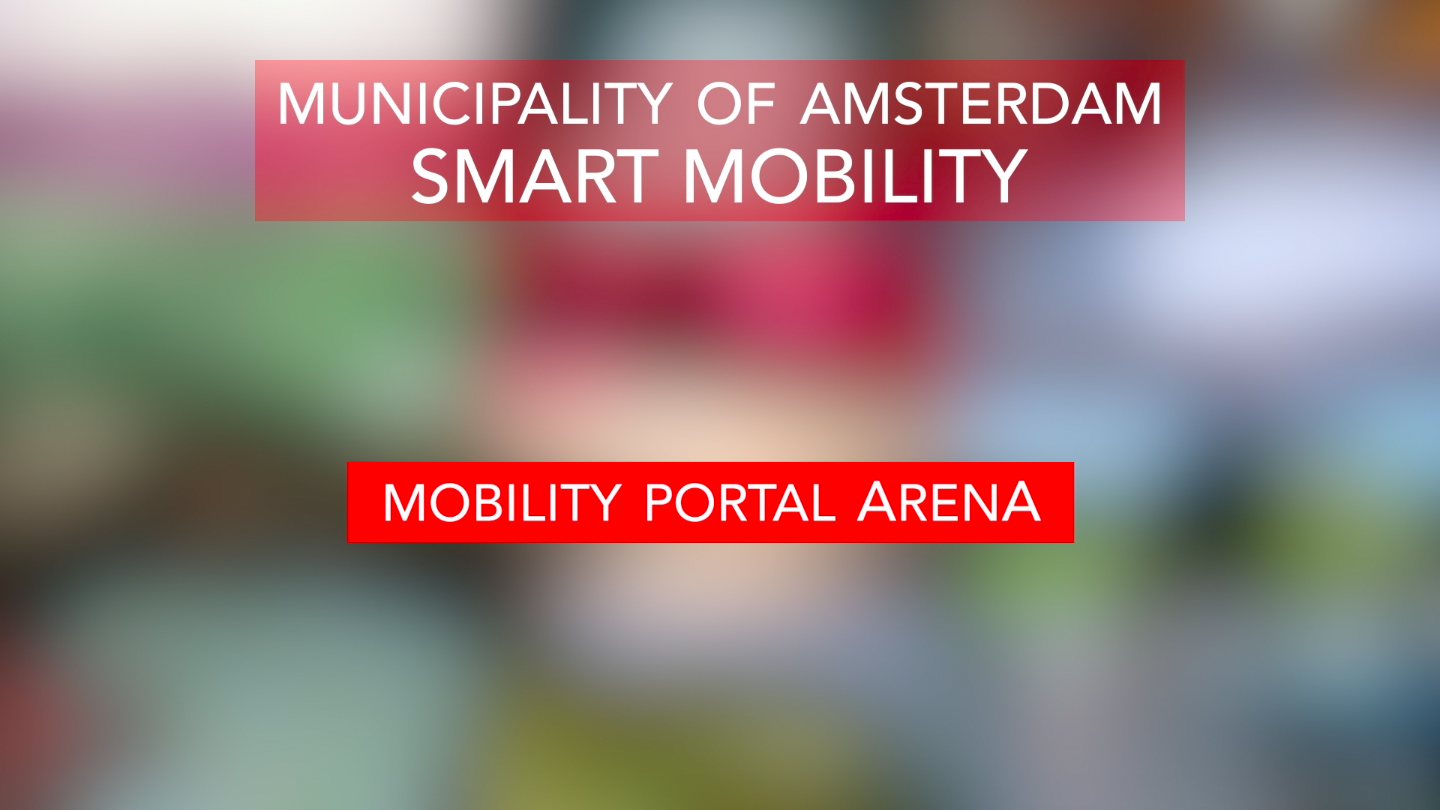 MUNICIPALITY OF AMSTERDAM
SMART MOBILITY
MOBILITY PORTAL ARENA